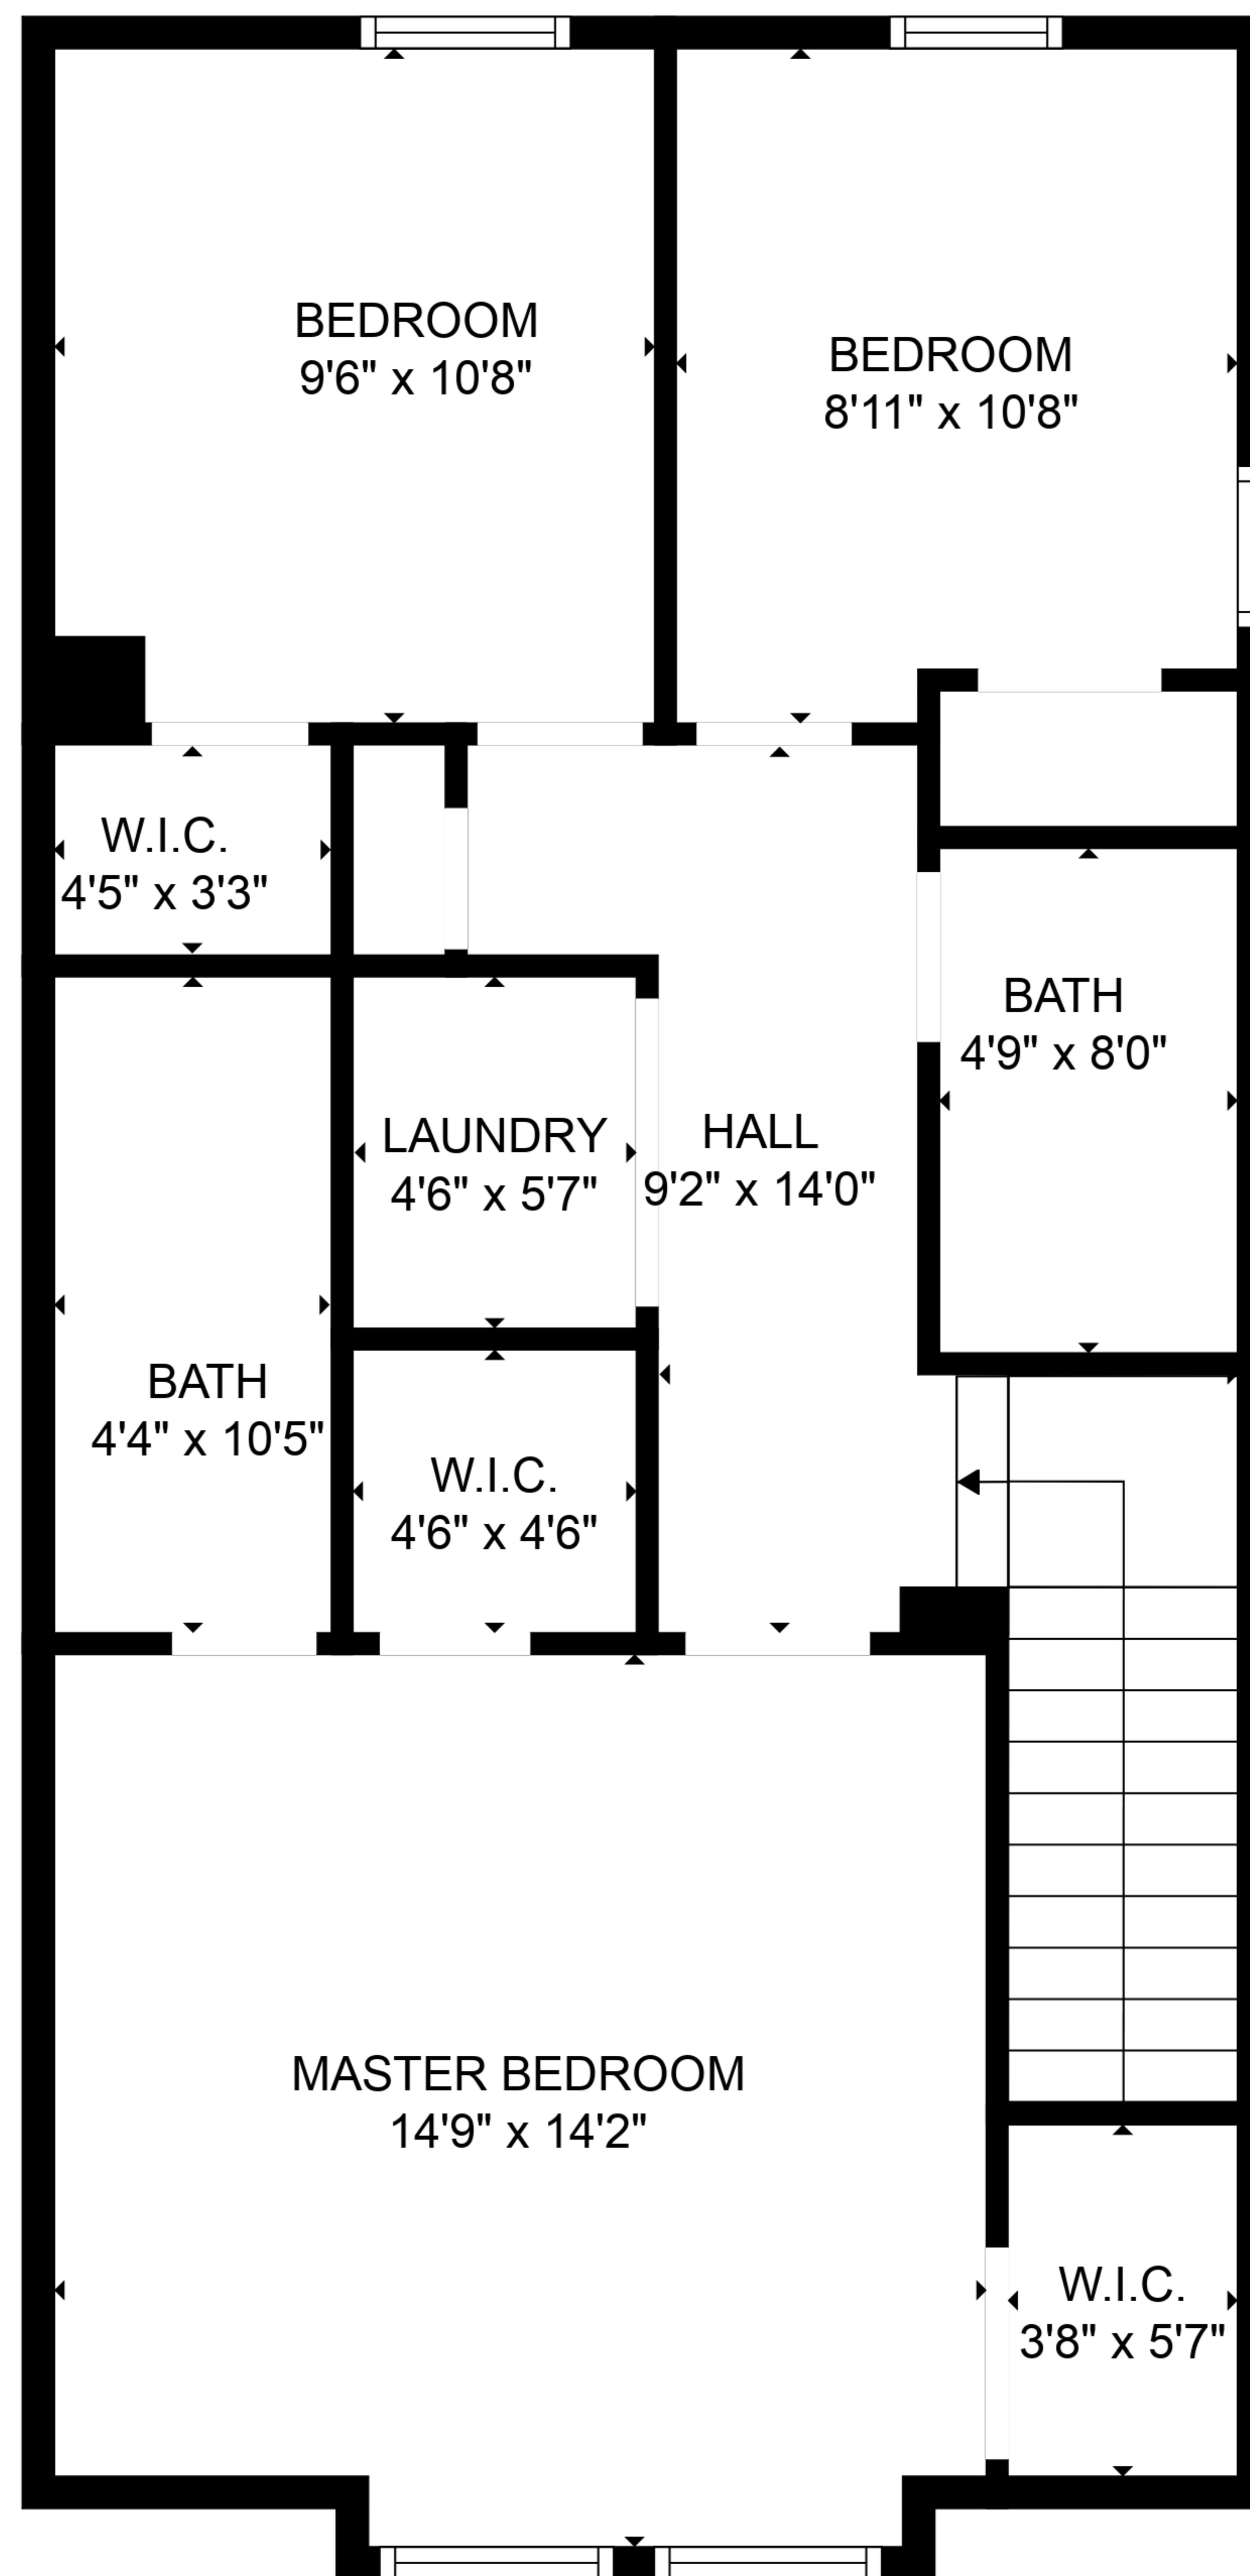 BEDROOM
9'6" x 10'8"
BEDROOM
8'11" x 10'8"
W.I.C.
4'5" x 3'3"
BATH
4'9" x 8'0"
LAUNDRY
4'6" x 5'7"
HALL
9'2" x 14'0"
BATH
4'4" x 10'5"
W.I.C.
4'6" x 4'6"
MASTER BEDROOM
14'9" x 14'2"
W.I.C.
3'8" x 5'7"